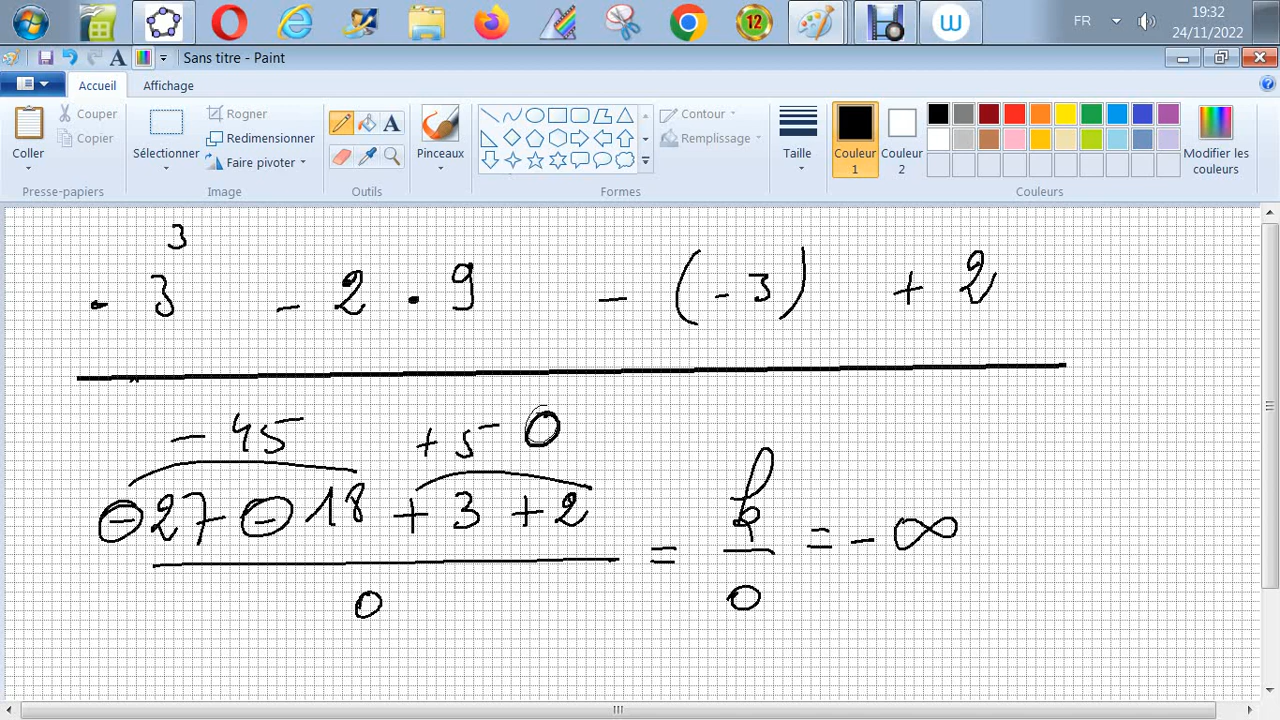 12
FR
19:32
24/11/2022
W
Sans titre - Paint
Accueil
Affichage
Couper
Copier
Coller
Presse-papiers
Rogner
Redimensionner
Faire pivoter
Sélectionner
Image
Outils
Pinceaux
Contour
Remplissage
Formes
Taille
Couleur
1
Couleur
2
Modifier les
couleurs
Couleurs
3
. 3 - 2 . 9 - (-3) + 2
- 45 + 5 0
-27 -18 + 3 + 2
0
= k/0 = - ∞